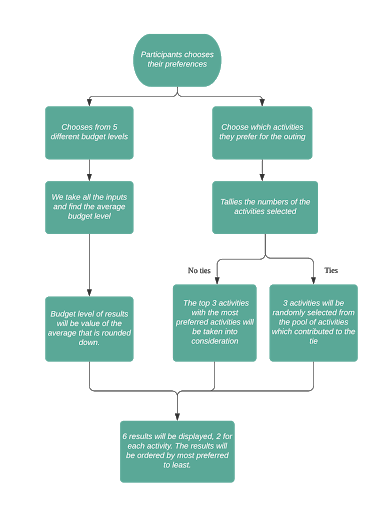 Participants chooses
their preferences
Chooses from 5
different budget levels
Choose which activities
they prefer for the outing
We take all the inputs
and find the average
budget level
Tallies the numbers of the
activities selected
No ties
Ties
Budget level of results
will be value of the
average that is rounded
down.
The top 3 activities
with the most
preferred activities will
be taken into
consideration
3 activities will be
randomly selected from
the pool of activities
which contributed to the
tie
6 results will be displayed, 2 for
each activity. The results will
be ordered by most preferred
to least.